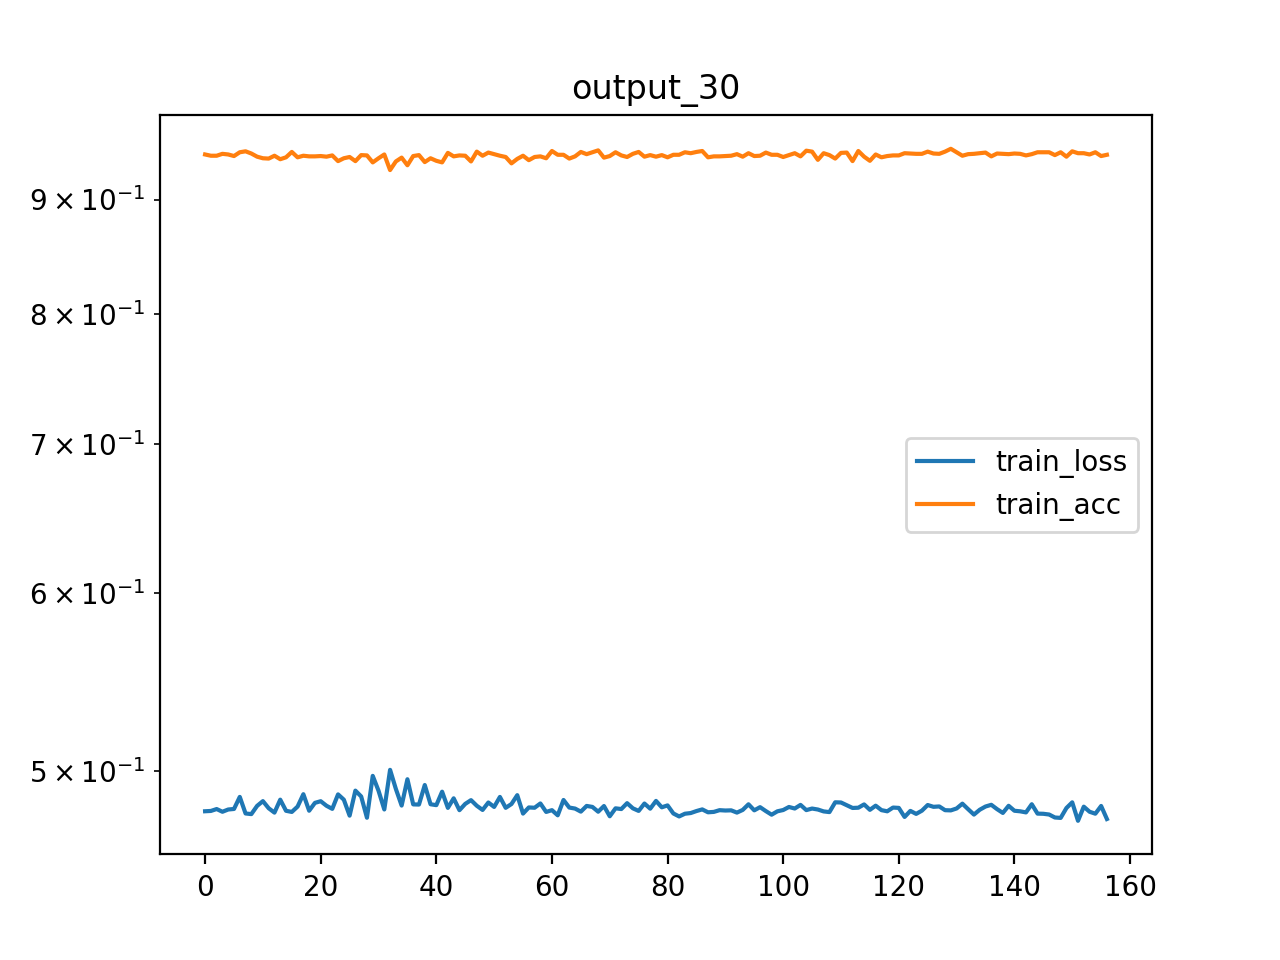 output_30
9 × 10⁻¹
8 × 10⁻¹
7 × 10⁻¹
6 × 10⁻¹
5 × 10⁻¹
train_loss
train_acc
0 20 40 60 80 100 120 140 160